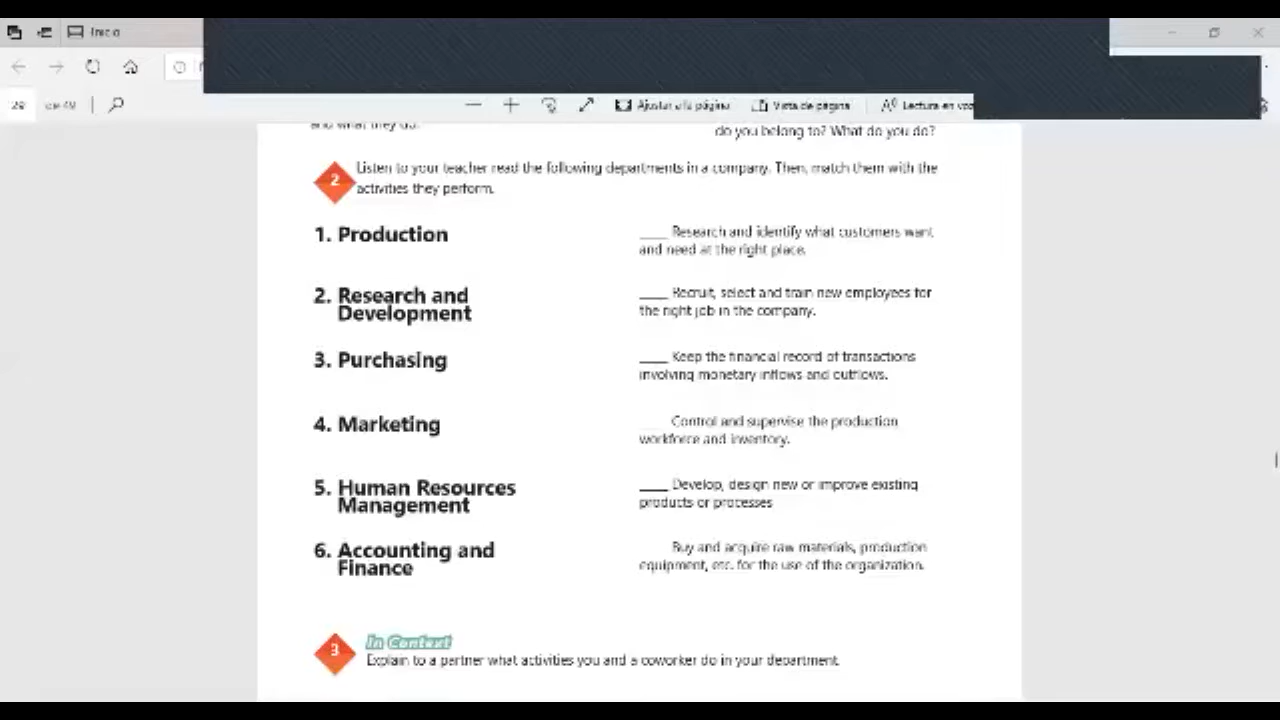 Inicio
29 de 49
Ajustar a la página
Vista de página
Lectura en voz
and what they do.
do you belong to? What do you do?
2
Listen to your teacher read the following departments in a company. Then, match them with the
activities they perform.
1. Production
____ Research and identify what customers want
and need at the right place.
2. Research and
Development
____ Recruit, select and train new employees for
the right job in the company.
3. Purchasing
____ Keep the financial record of transactions
involving monetary inflows and outflows.
4. Marketing
Control and supervise the production
workforce and inventory.
5. Human Resources
Management
____ Develop, design new or improve existing
products or processes
6. Accounting and
Finance
Buy and acquire raw materials, production
equipment, etc. for the use of the organization.
3
In Context
Explain to a partner what activities you and a coworker do in your department.